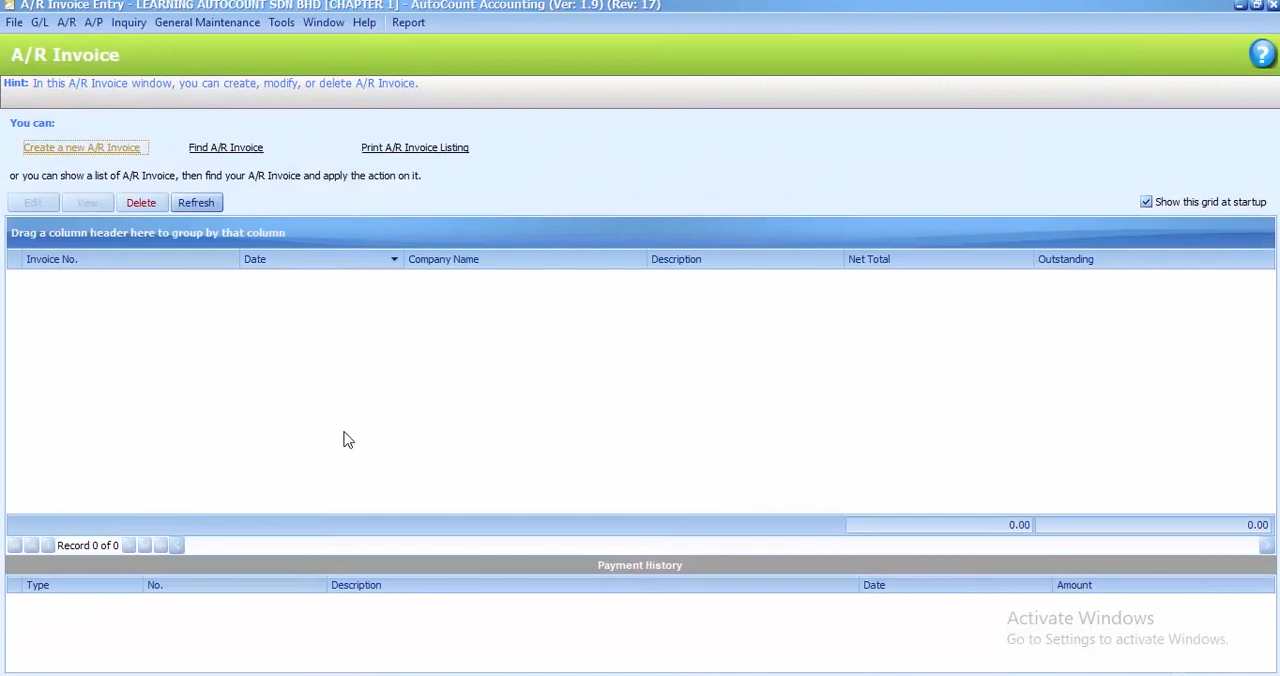 A/R Invoice Entry - LEARNING AUTOCOUNT SDN BHD [CHAPTER 1] - AutoCount Accounting (Ver: 1.9) (Rev: 17)
File G/L A/R A/P Inquiry General Maintenance Tools Window Help Report
A/R Invoice
?
Hint: In this A/R Invoice window, you can create, modify, or delete A/R Invoice.
You can:
Create a new A/R Invoice Find A/R Invoice Print A/R Invoice Listing
or you can show a list of A/R Invoice, then find your A/R Invoice and apply the action on it.
Edit View Delete Refresh Show this grid at startup
Drag a column header here to group by that column
Invoice No. Date Company Name Description Net Total Outstanding
0.00 0.00
Record 0 of 0
Payment History
Type No. Description Date Amount
Activate Windows
Go to Settings to activate Windows.